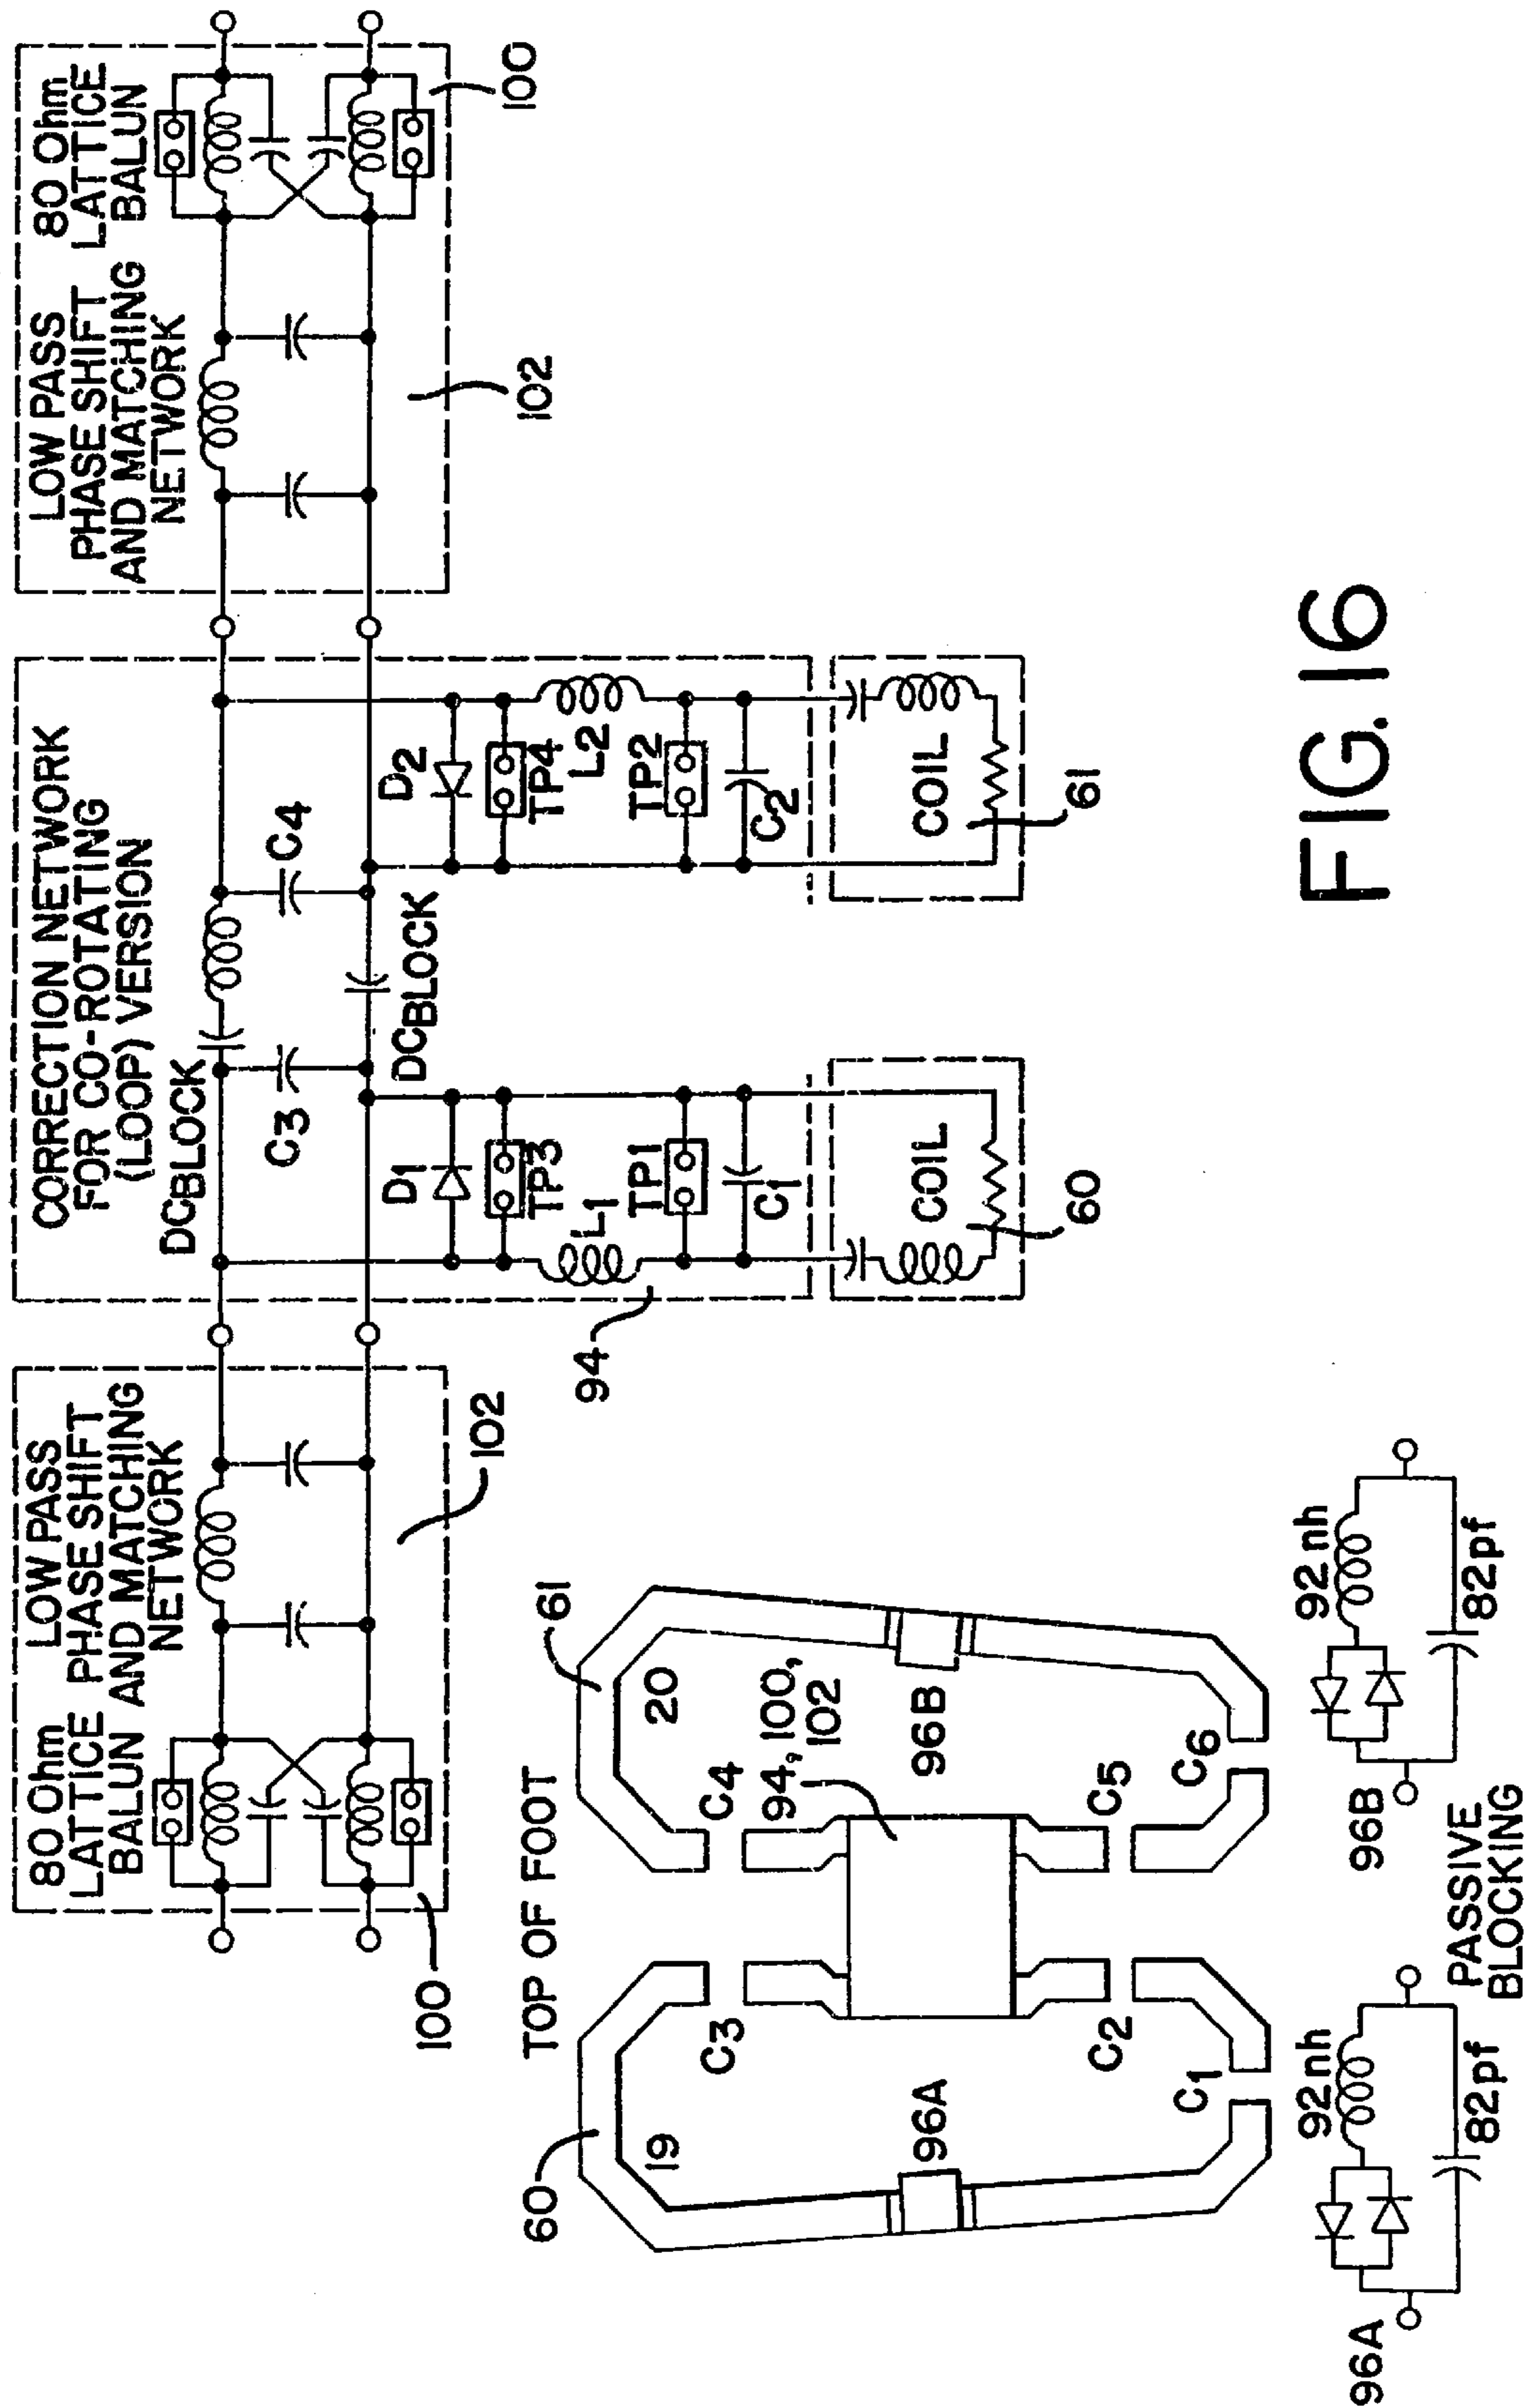 80 Ohm
LATTICE
BALUN
LOW PASS
PHASE SHIFT
AND MATCHING
NETWORK
100
102
CORRECTION NETWORK
FOR CO-ROTATING
(LOOP) VERSION
DCBLOCK
C3
C4
DCBLOCK
D1
TP3
L1
TP1
C1
D2
TP4
L2
TP2
C2
COIL
60
COIL
61
94
LOW PASS
PHASE SHIFT
AND MATCHING
NETWORK
80 Ohm
LATTICE
BALUN
102
100
TOP OF FOOT
60
19
C3
C4
61
20
94, 100,
102
96A
96B
C2
C5
C1
C6
96A
92nh
82pf
96B
92nh
82pf
PASSIVE
BLOCKING
FIG. 16